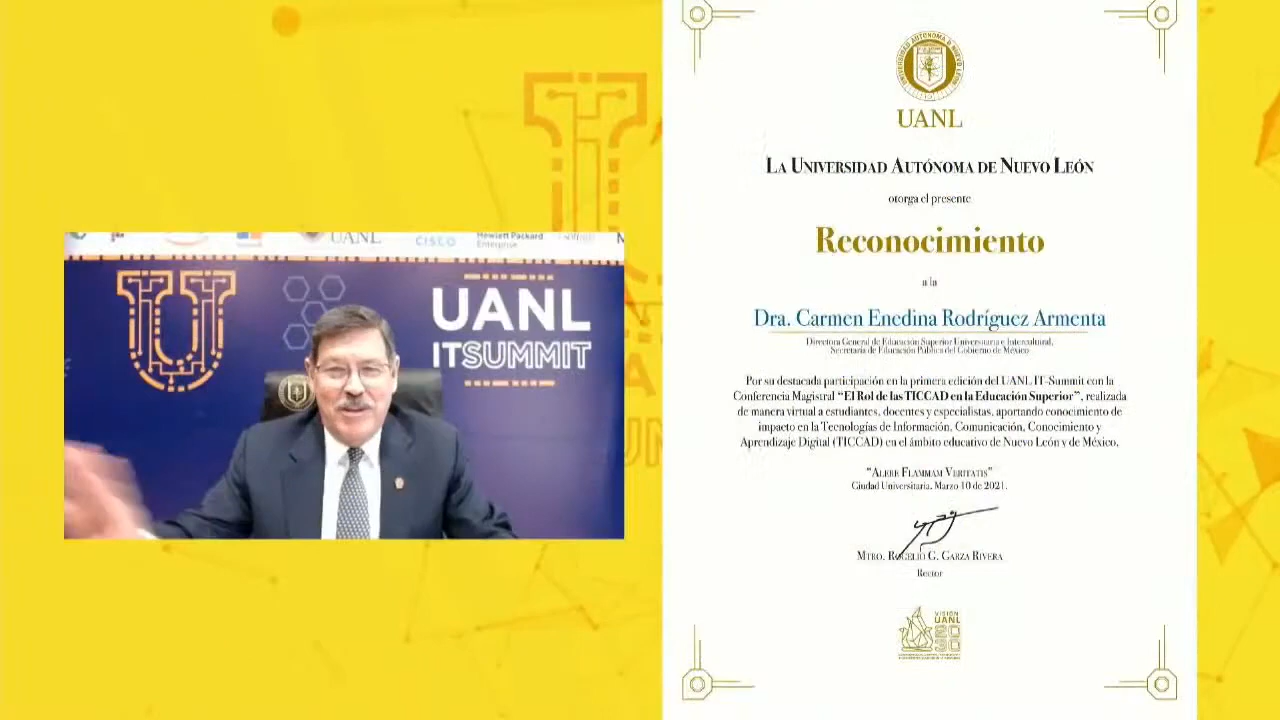 UANL
CISCO
Hewlett Packard
Enterprise
UANL
ITSUMMIT
UANL
LA UNIVERSIDAD AUTÓNOMA DE NUEVO LEÓN
otorga el presente
Reconocimiento
a la
Dra. Carmen Enedina Rodríguez Armenta
Directora General de Educación Superior Universitaria e Intercultural,
Secretaría de Educación Pública del Gobierno de México
Por su destacada participación en la primera edición del UANL IT-Summit con la
Conferencia Magistral “El Rol de las TICCAD en la Educación Superior”, realizada
de manera virtual a estudiantes, docentes y especialistas, aportando conocimiento de
impacto en la Tecnologías de Información, Comunicación, Conocimiento y
Aprendizaje Digital (TICCAD) en el ámbito educativo de Nuevo León y de México.
“ALERE FLAMMAM VERITATIS”
Ciudad Universitaria, Marzo 10 de 2021.
MTRO. ROGELIO G. GARZA RIVERA
Rector
VISIÓN
UANL
2030